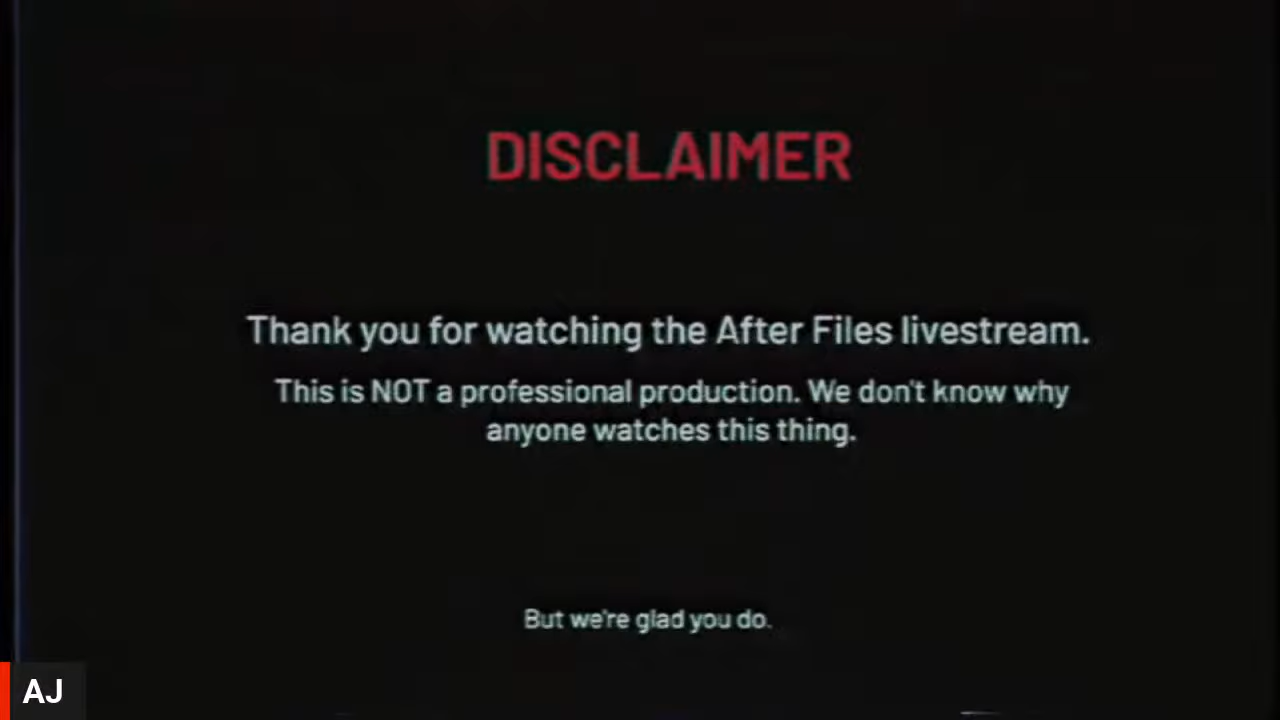 DISCLAIMER
Thank you for watching the After Files livestream.
This is NOT a professional production. We don't know why
anyone watches this thing.
But we're glad you do.
AJ